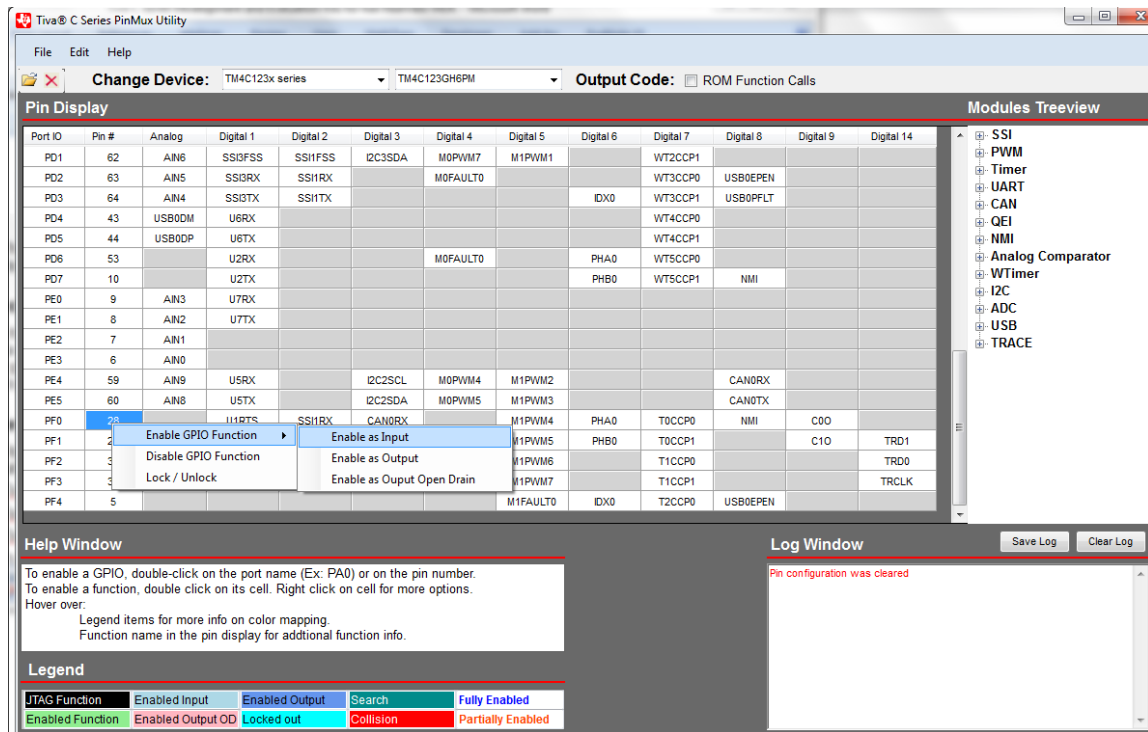 Tiva® C Series PinMux Utility
File Edit Help
Change Device: TM4C123x series TM4C123GH6PM Output Code: ROM Function Calls
Pin Display Modules Treeview
Port IO Pin # Analog Digital 1 Digital 2 Digital 3 Digital 4 Digital 5 Digital 6 Digital 7 Digital 8 Digital 9 Digital 14
PD1 62 AIN6 SSI3FSS SSI1FSS I2C3SDA M0PWM7 M1PWM1 WT2CCP1
PD2 63 AIN5 SSI3RX SSI1RX M0FAULT0 WT3CCP0 USB0EPEN
PD3 64 AIN4 SSI3TX SSI1TX IDX0 WT3CCP1 USB0PFLT
PD4 43 USB0DM U6RX WT4CCP0
PD5 44 USB0DP U6TX WT4CCP1
PD6 53 U2RX M0FAULT0 PHA0 WT5CCP0
PD7 10 U2TX PHB0 WT5CCP1 NMI
PE0 9 AIN3 U7RX
PE1 8 AIN2 U7TX
PE2 7 AIN1
PE3 6 AIN0
PE4 59 AIN9 U5RX I2C2SCL M0PWM4 M1PWM2 CAN0RX
PE5 60 AIN8 U5TX I2C2SDA M0PWM5 M1PWM3 CAN0TX
PF0 28 U1RTS SSI1RX CAN0RX M1PWM4 PHA0 T0CCP0 NMI C0O
PF1 M1PWM5 PHB0 T0CCP1 C1O TRD1
PF2 M1PWM6 T1CCP0 TRD0
PF3 M1PWM7 T1CCP1 TRCLK
PF4 5 M1FAULT0 IDX0 T2CCP0 USB0EPEN
Enable GPIO Function
Disable GPIO Function
Lock / Unlock
Enable as Input
Enable as Output
Enable as Ouput Open Drain
SSI
PWM
Timer
UART
CAN
QEI
NMI
Analog Comparator
WTimer
I2C
ADC
USB
TRACE
Help Window
To enable a GPIO, double-click on the port name (Ex: PA0) or on the pin number.
To enable a function, double click on its cell. Right click on cell for more options.
Hover over:
Legend items for more info on color mapping.
Function name in the pin display for addtional function info.
Log Window Save Log Clear Log
Pin configuration was cleared
Legend
JTAG Function Enabled Input Enabled Output Search Fully Enabled
Enabled Function Enabled Output OD Locked out Collision Partially Enabled